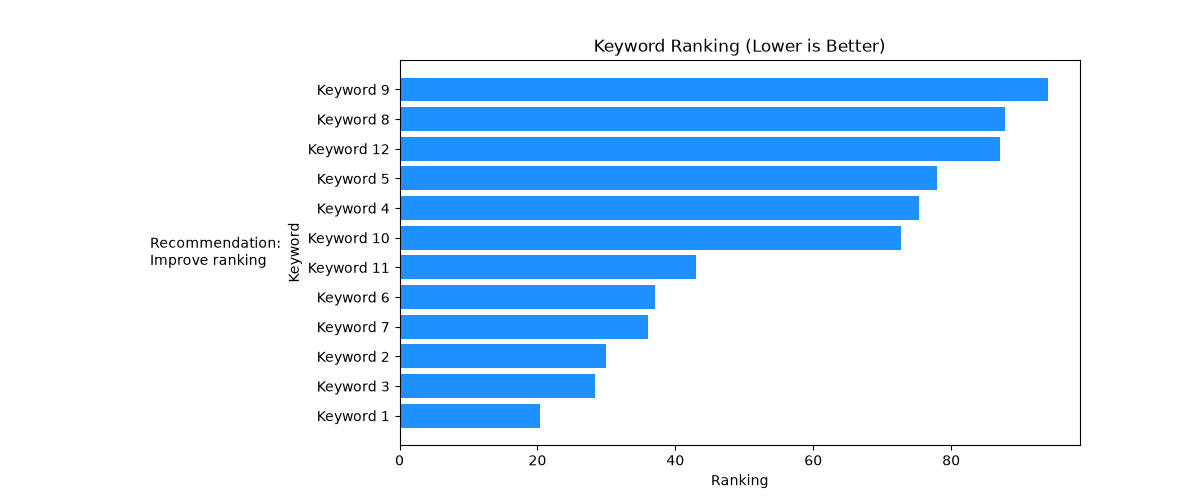 Keyword Ranking (Lower is Better)
Keyword 9
Keyword 8
Keyword 12
Keyword 5
Keyword 4
Keyword 10
Keyword 11
Keyword 6
Keyword 7
Keyword 2
Keyword 3
Keyword 1
Keyword
Recommendation:
Improve ranking
0 20 40 60 80
Ranking